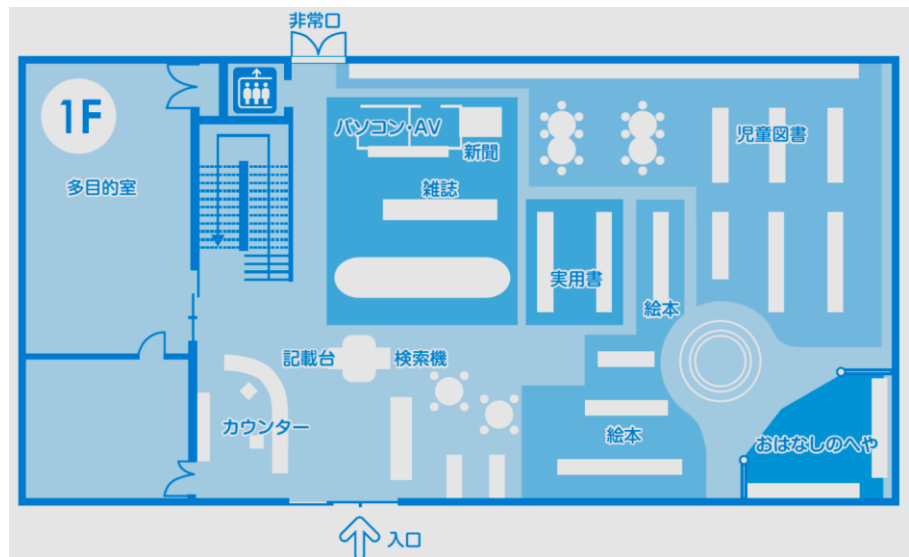 非常口
1F
多目的室
パソコン・AV
新聞
雑誌
児童図書
実用書
絵本
記載台
検索機
カウンター
絵本
おはなしのへや
入口